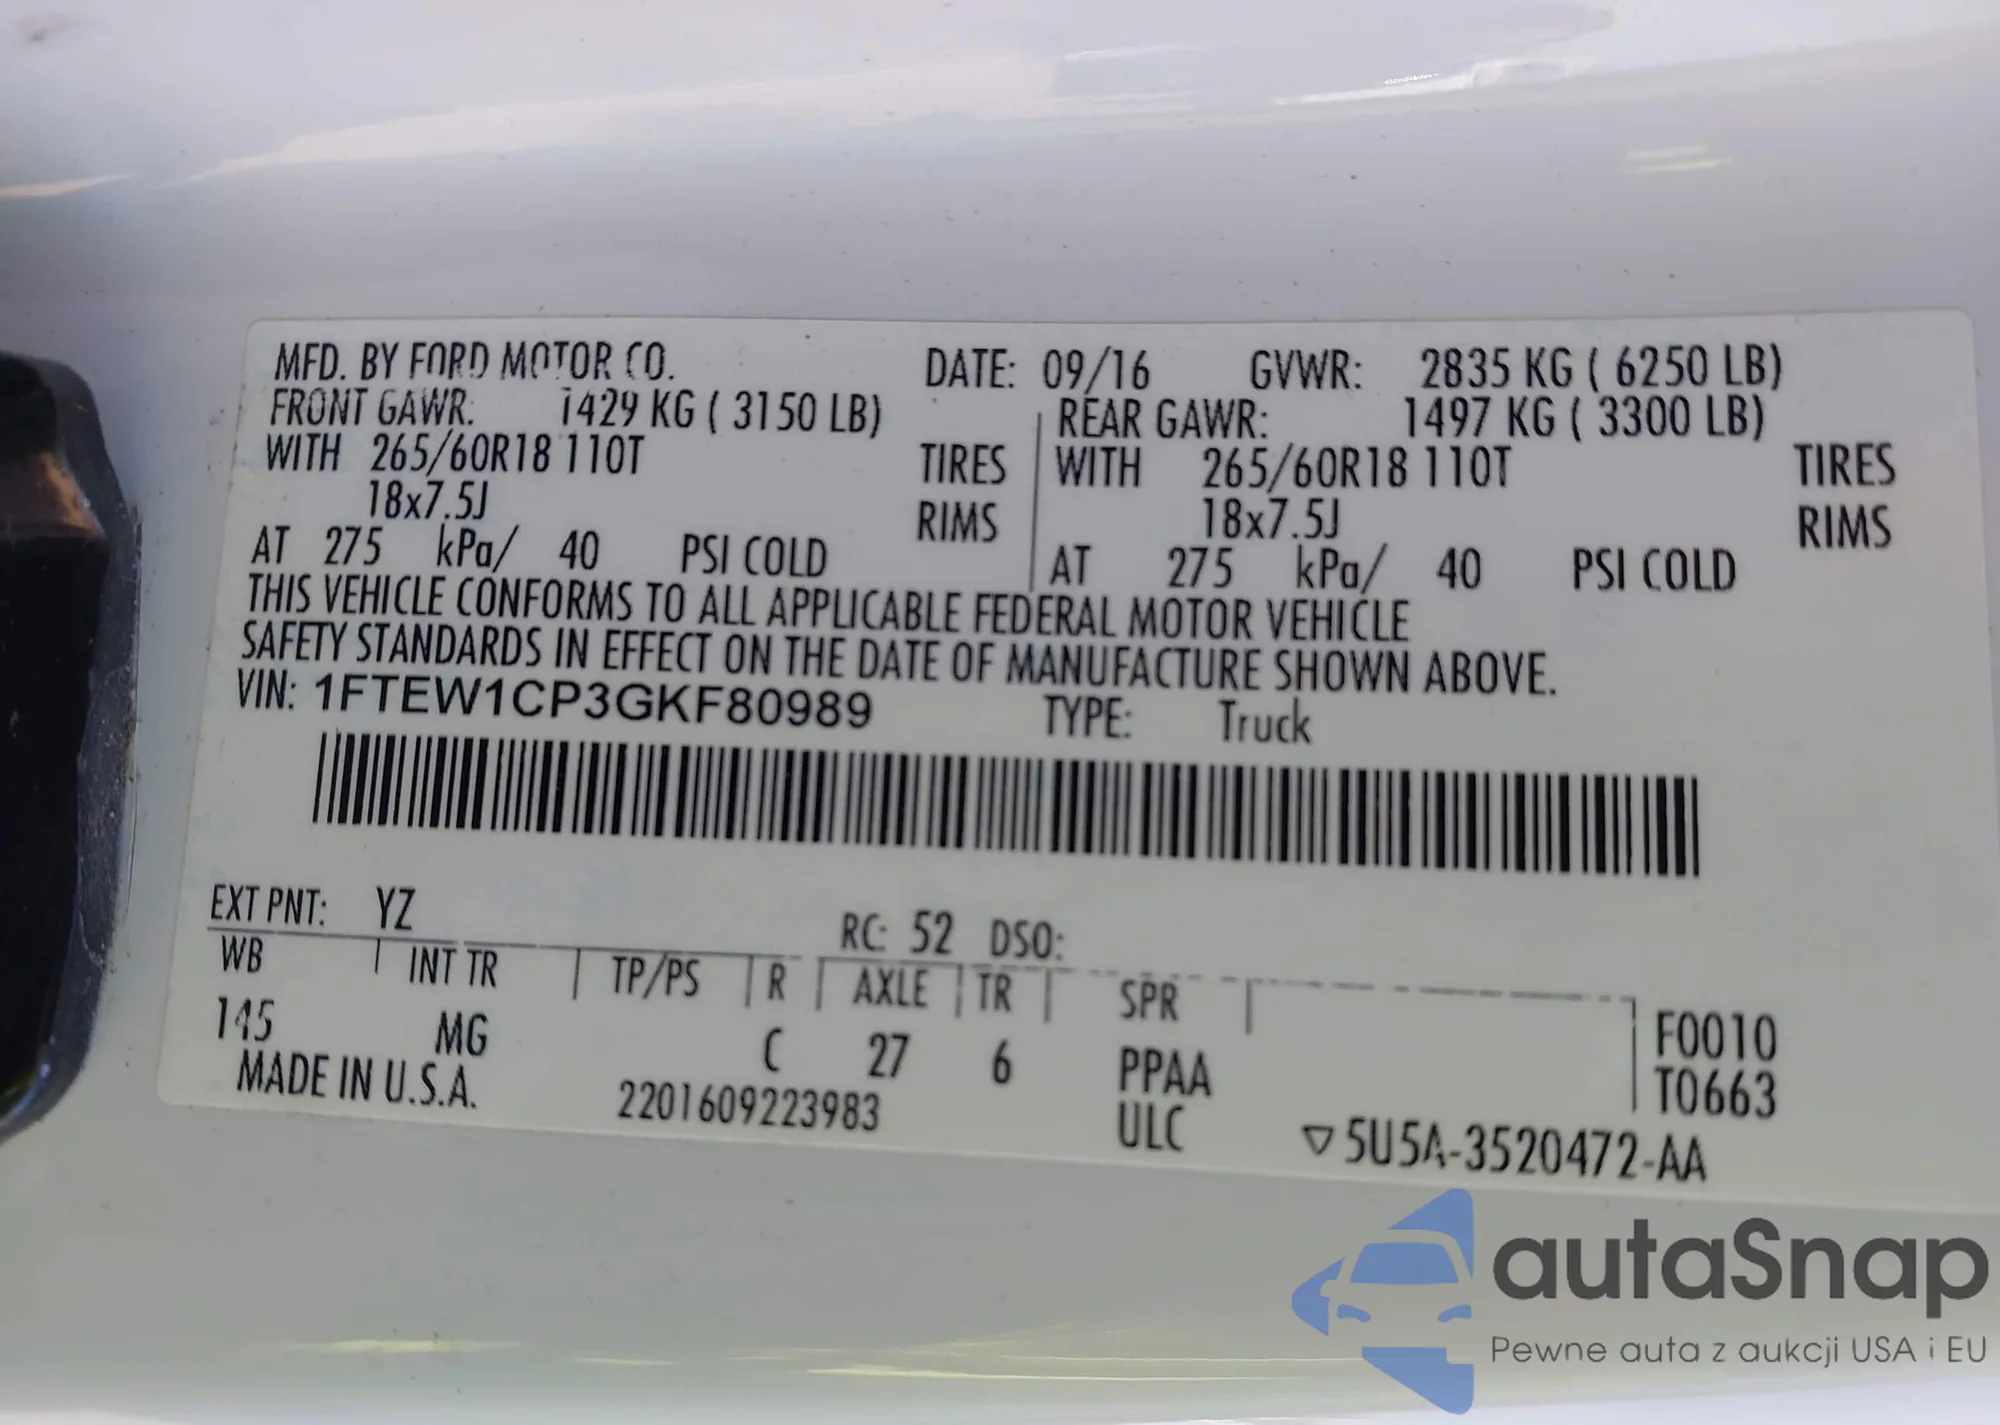 MFD. BY FORD MOTOR CO. DATE: 09/16 GVWR: 2835 KG ( 6250 LB)
FRONT GAWR: 1429 KG ( 3150 LB) REAR GAWR: 1497 KG ( 3300 LB)
WITH 265/60R18 110T TIRES WITH 265/60R18 110T TIRES
18x7.5J RIMS 18x7.5J RIMS
AT 275 kPa/ 40 PSI COLD AT 275 kPa/ 40 PSI COLD
THIS VEHICLE CONFORMS TO ALL APPLICABLE FEDERAL MOTOR VEHICLE
SAFETY STANDARDS IN EFFECT ON THE DATE OF MANUFACTURE SHOWN ABOVE.
VIN: 1FTEW1CP3GKF80989 TYPE: Truck
EXT PNT: YZ RC: 52 DSO:
WB INT TR TP/PS R AXLE TR SPR
145 MG C 27 6 PPAA F0010
MADE IN U.S.A. 2201609223983 ULC T0663
▽5U5A-3520472-AA
autaSnap
Pewne auta z aukcji USA i EU